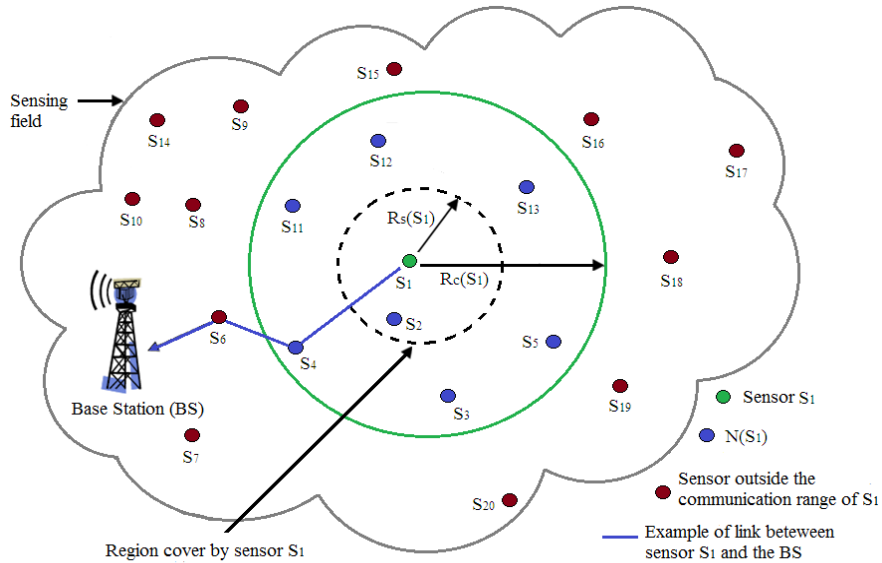 S15
Sensing
field
S14
S9
S16
S12
S17
S13
S10
S8
S11
Rs(S1)
S1
Rc(S1)
S18
S2
S6
S4
S5
Base Station (BS)
S3
S19
Sensor S1
S7
N(S1)
S20
Sensor outside the
communication range of S1
Region cover by sensor S1
Example of link between
sensor S1 and the BS